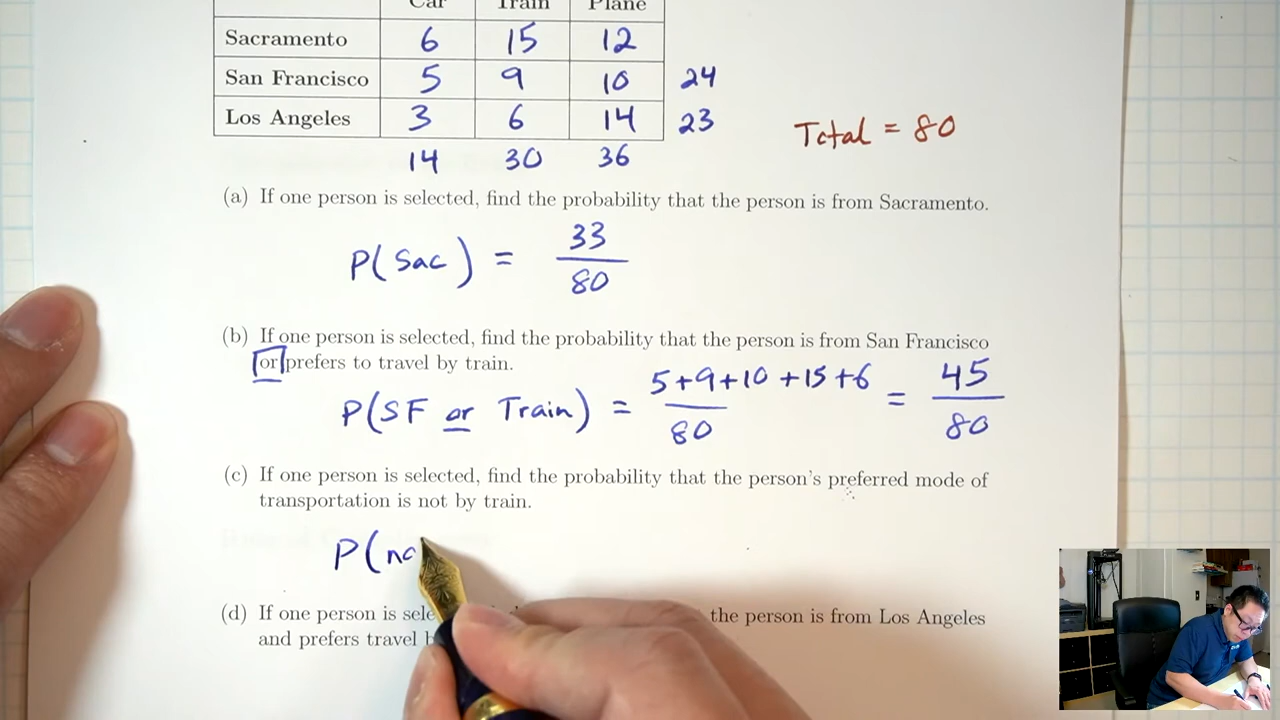 Car Train Plane
Sacramento 6 15 12
San Francisco 5 9 10 24
Los Angeles 3 6 14 23
Total = 80
14 30 36
(a) If one person is selected, find the probability that the person is from Sacramento.
P(Sac) = 33/80
(b) If one person is selected, find the probability that the person is from San Francisco
or prefers to travel by train.
P(SF or Train) = 5+9+10+15+6/80 = 45/80
(c) If one person is selected, find the probability that the person's preferred mode of
transportation is not by train.
P(no
(d) If one person is the person is from Los Angeles
and prefers travel